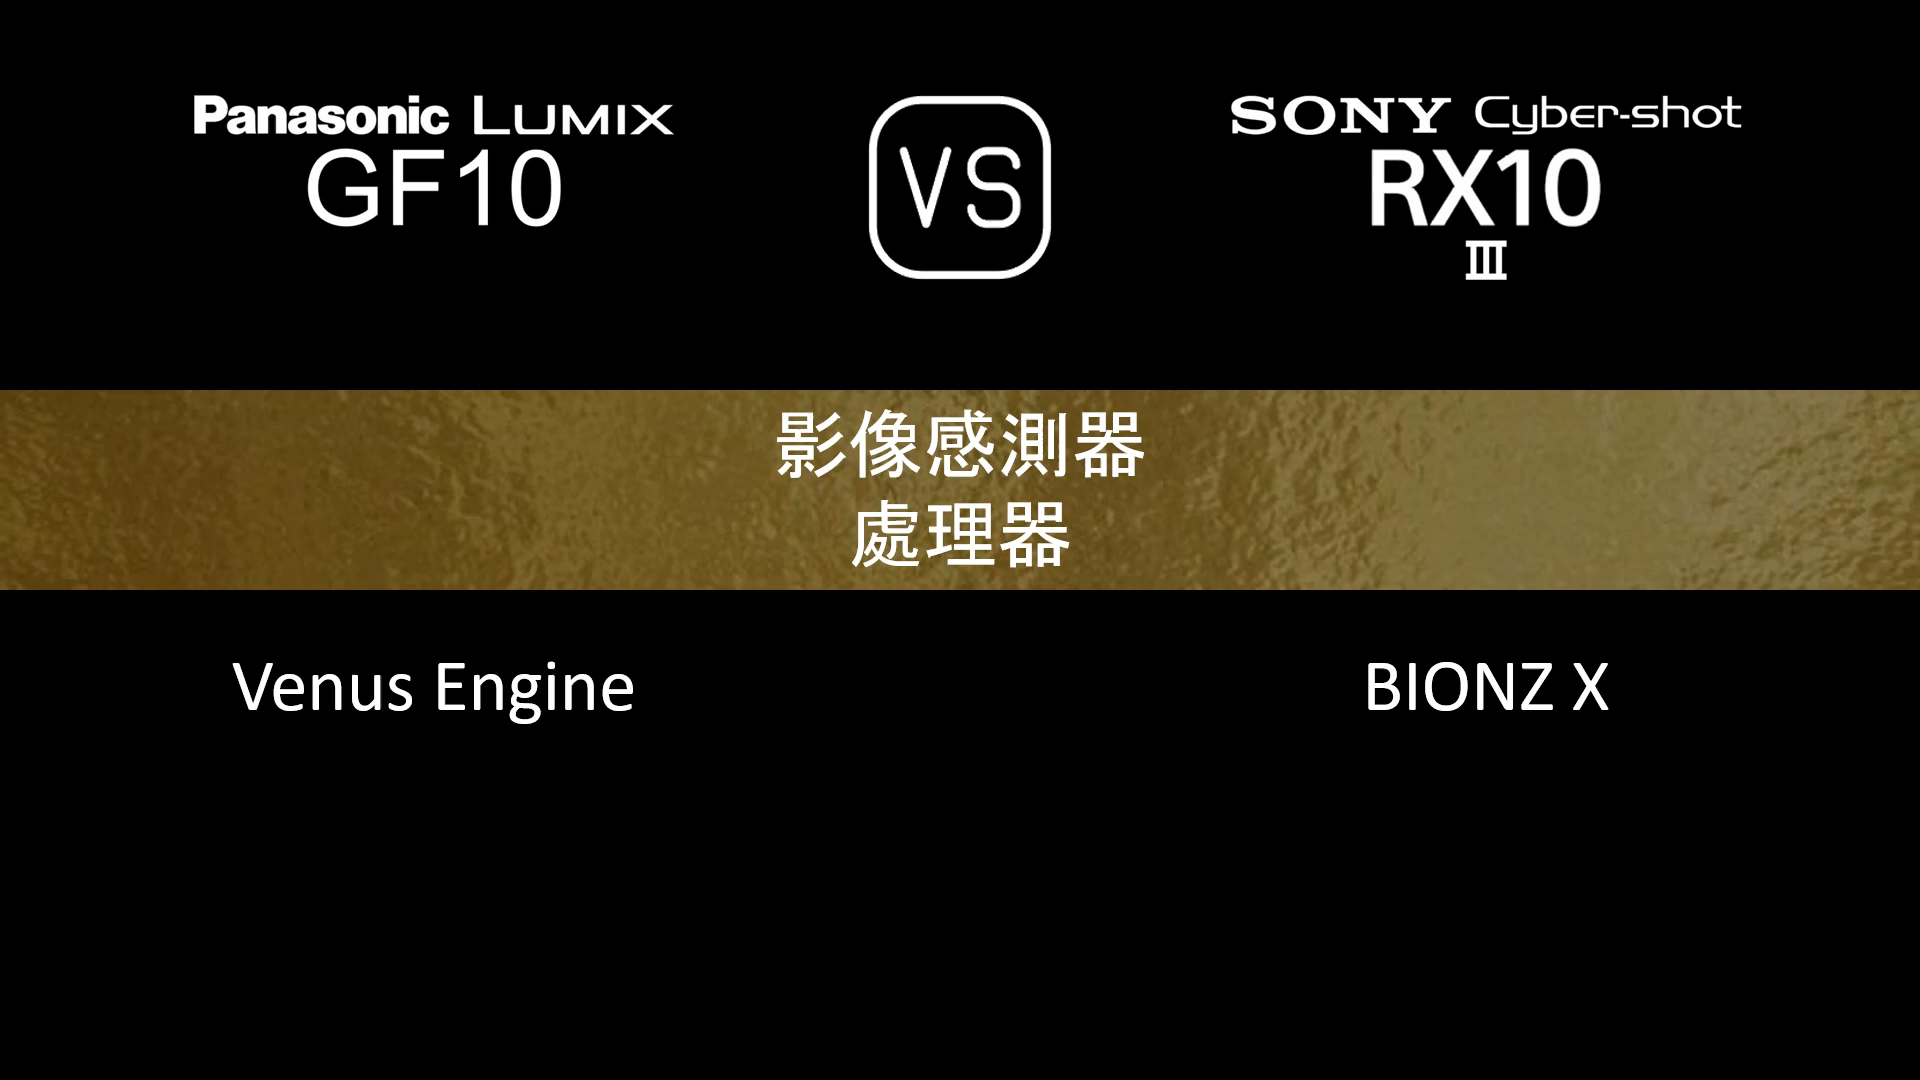 Panasonic LUMIX
GF10
VS
SONY Cyber-shot
RX10
III
影像感測器
處理器
Venus Engine
BIONZ X